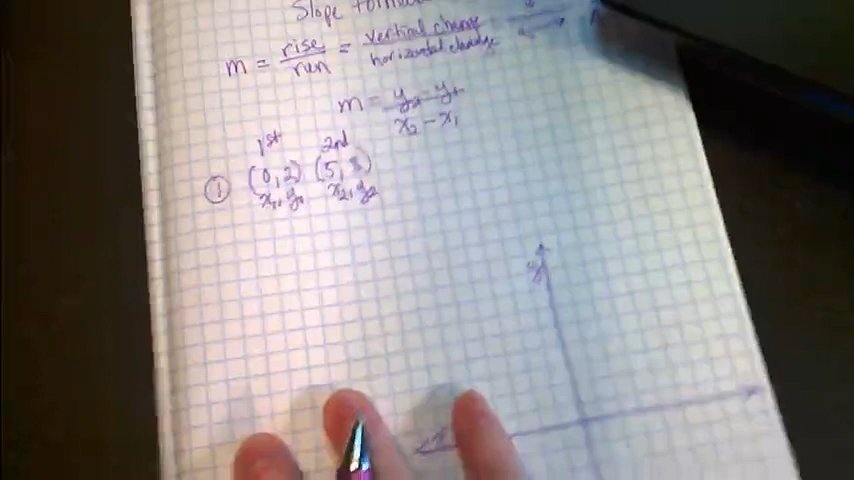 Slope formula
m = rise/run = vertical change/horizontal change
m = y₂ - y₁/x₂ - x₁
1st 2nd
① (0, 2) (5, 8)
x₁, y₁ x₂, y₂
y
x